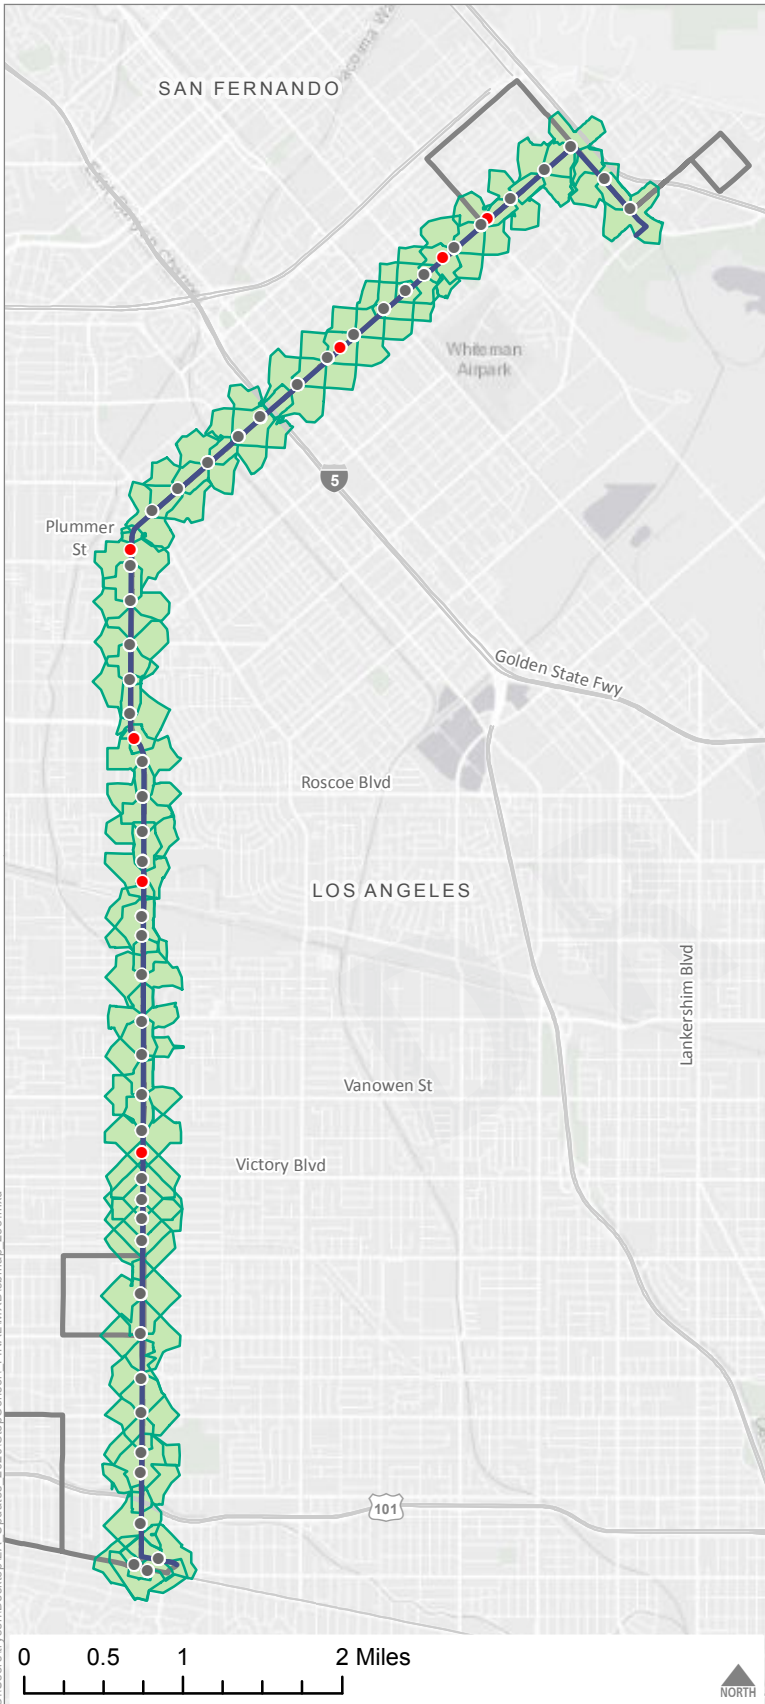 SAN FERNANDO
Whiteman
Airpark
5
Plummer
St
Golden State Fwy
Roscoe Blvd
LOS ANGELES
Lankershim Blvd
Vanowen St
Victory Blvd
101
0 0.5 1 2 Miles
NORTH